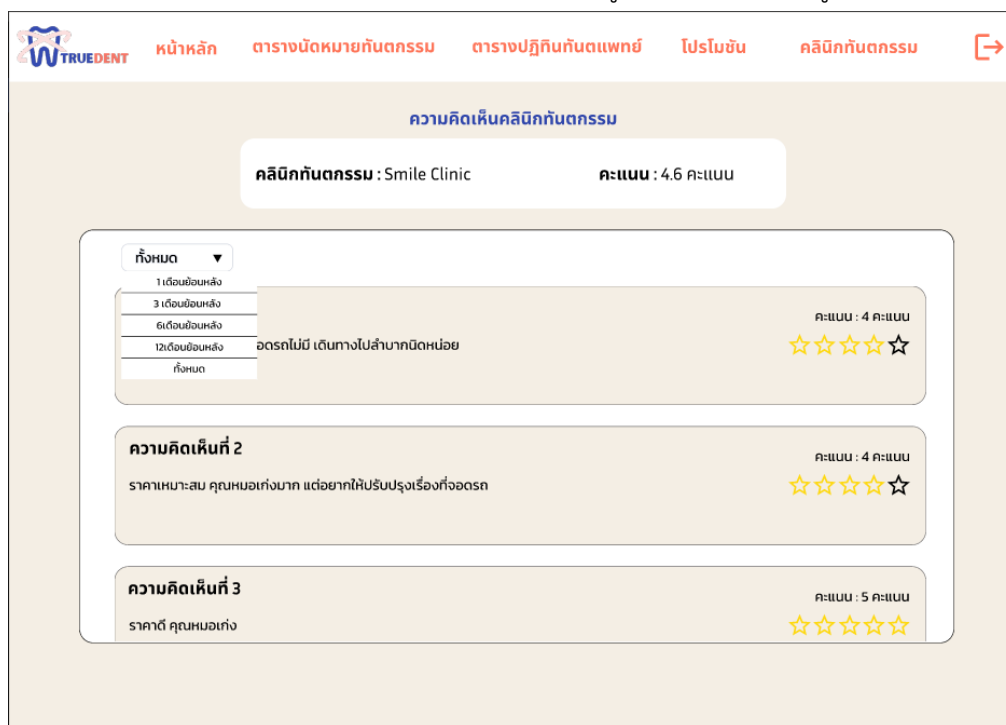 TRUEDENT
หน้าหลัก ตารางนัดหมายทันตกรรม ตารางปฏิทินทันตแพทย์ โปรโมชัน คลินิกทันตกรรม
ความคิดเห็นคลินิกทันตกรรม
คลินิกทันตกรรม : Smile Clinic คะแนน : 4.6 คะแนน
ทั้งหมด ▼
1 เดือนย้อนหลัง
3 เดือนย้อนหลัง
6เดือนย้อนหลัง
12เดือนย้อนหลัง
ทั้งหมด
คะแนน : 4 คะแนน
อดรถไม่มี เดินทางไปลำบากนิดหน่อย
ความคิดเห็นที่ 2
คะแนน : 4 คะแนน
ราคาเหมาะสม คุณหมอเก่งมาก แต่อยากให้ปรับปรุงเรื่องที่จอดรถ
ความคิดเห็นที่ 3
คะแนน : 5 คะแนน
ราคาดี คุณหมอเก่ง